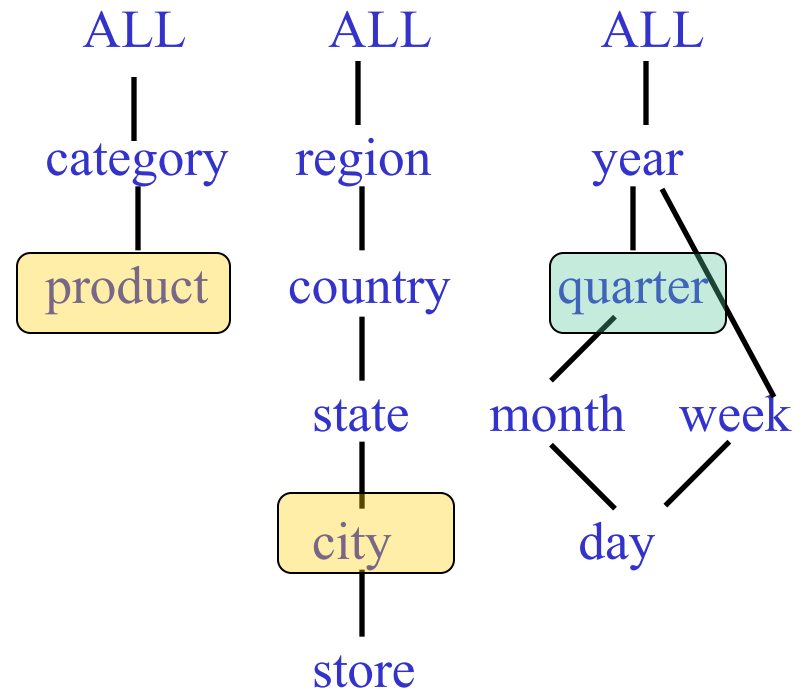 ALL ALL ALL
category region year
product country quarter
state month week
city day
store